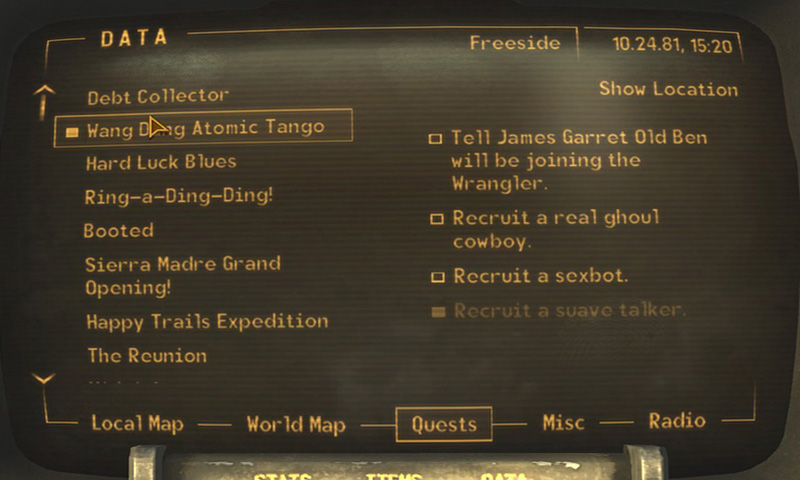 DATA
Freeside
10.24.81, 15:20
Show Location
Debt Collector
Wang Dang Atomic Tango
Hard Luck Blues
Ring-a-Ding-Ding!
Booted
Sierra Madre Grand
Opening!
Happy Trails Expedition
The Reunion
Tell James Garret Old Ben
will be joining the
Wrangler.
Recruit a real ghoul
cowboy.
Recruit a sexbot.
Recruit a suave talker.
Local Map
World Map
Quests
Misc
Radio
STATS
ITEMS
DATA